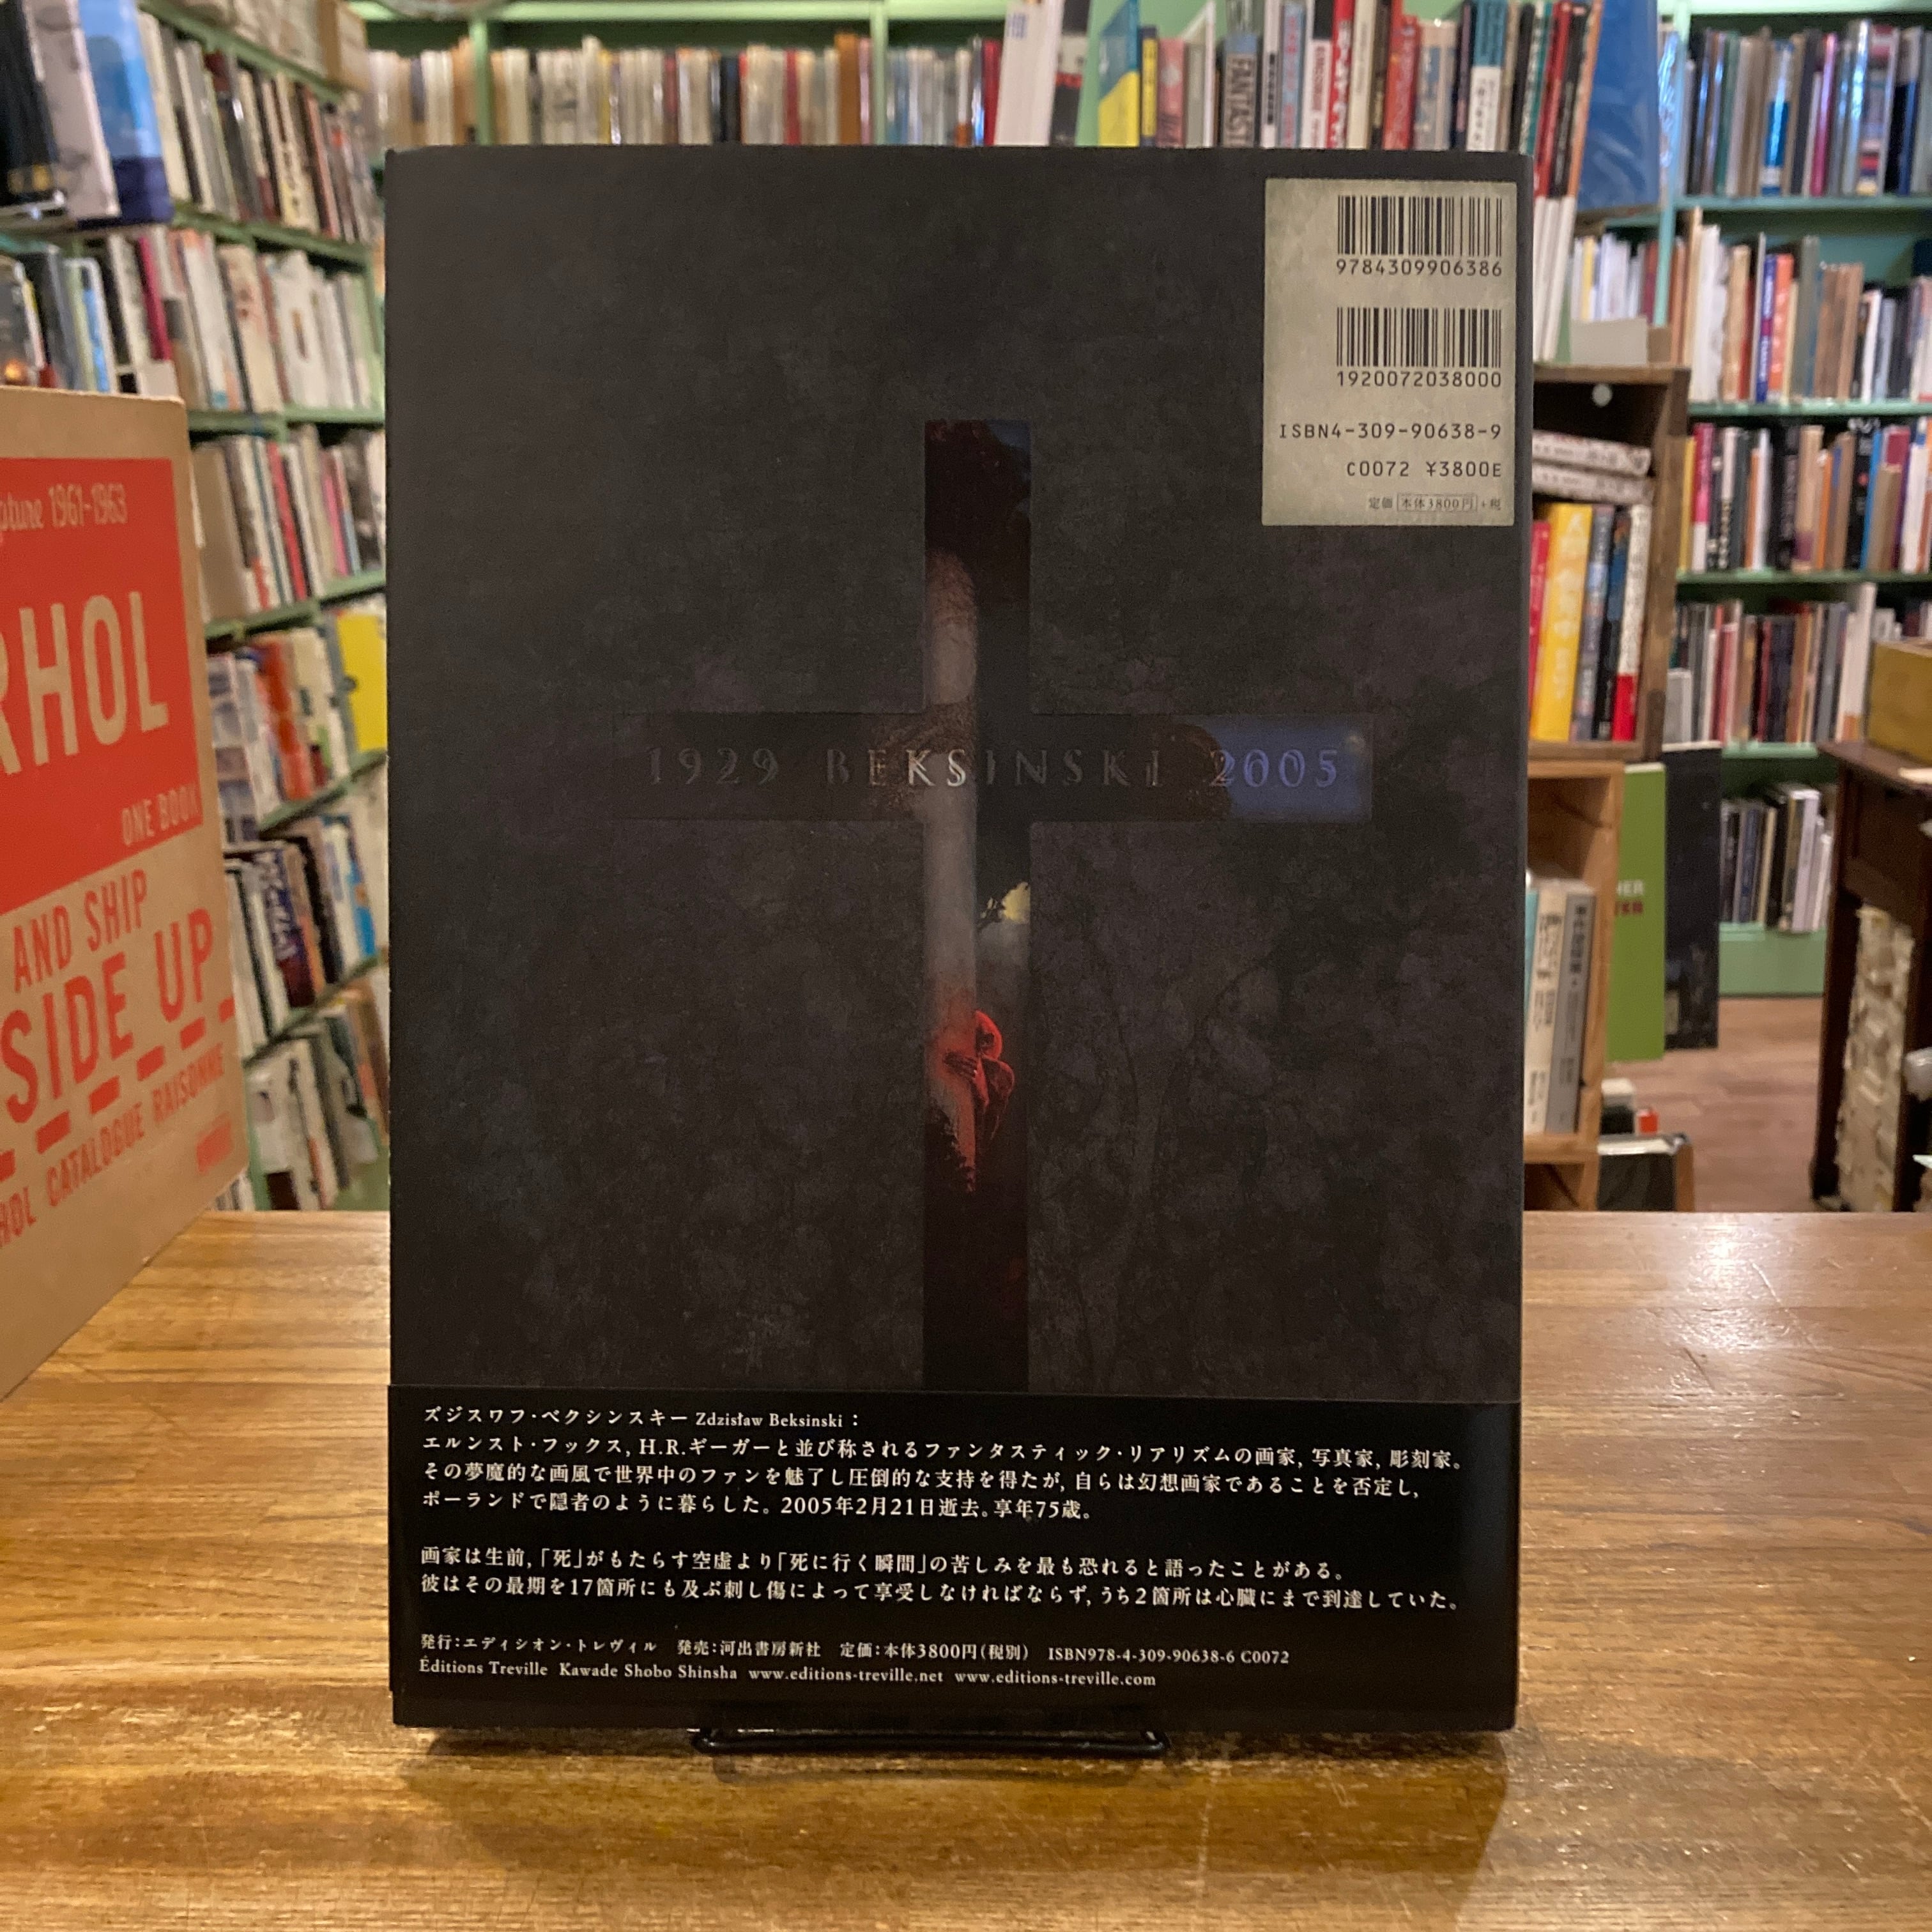 FANTAST
pture 1961-1963
RHOL
ONE BOOK
AND SHIP
SIDE UP
HOL CATALOGUE RAISONNE
9784309906386
1920072038000
ISBN4-309-90638-9
C0072 ¥3800E
定価 本体3800円 +税
1929 BEKSINSKI 2005
ズジスワフ・ベクシンスキー Zdzisław Beksinski：
エルンスト・フックス, H.R.ギーガーと並び称されるファンタスティック・リアリズムの画家, 写真家, 彫刻家。
その夢魔的な画風で世界中のファンを魅了し圧倒的な支持を得たが, 自らは幻想画家であることを否定し,
ポーランドで隠者のように暮らした。2005年2月21日逝去。享年75歳。
画家は生前,「死」がもたらす空虚より「死に行く瞬間」の苦しみを最も恐れると語ったことがある。
彼はその最期を17箇所にも及ぶ刺し傷によって享受しなければならず, うち2箇所は心臓にまで到達していた。
発行：エディシオン・トレヴィル 発売：河出書房新社 定価：本体3800円（税別） ISBN978-4-309-90638-6 C0072
Éditions Treville Kawade Shobo Shinsha www.editions-treville.net www.editions-treville.com